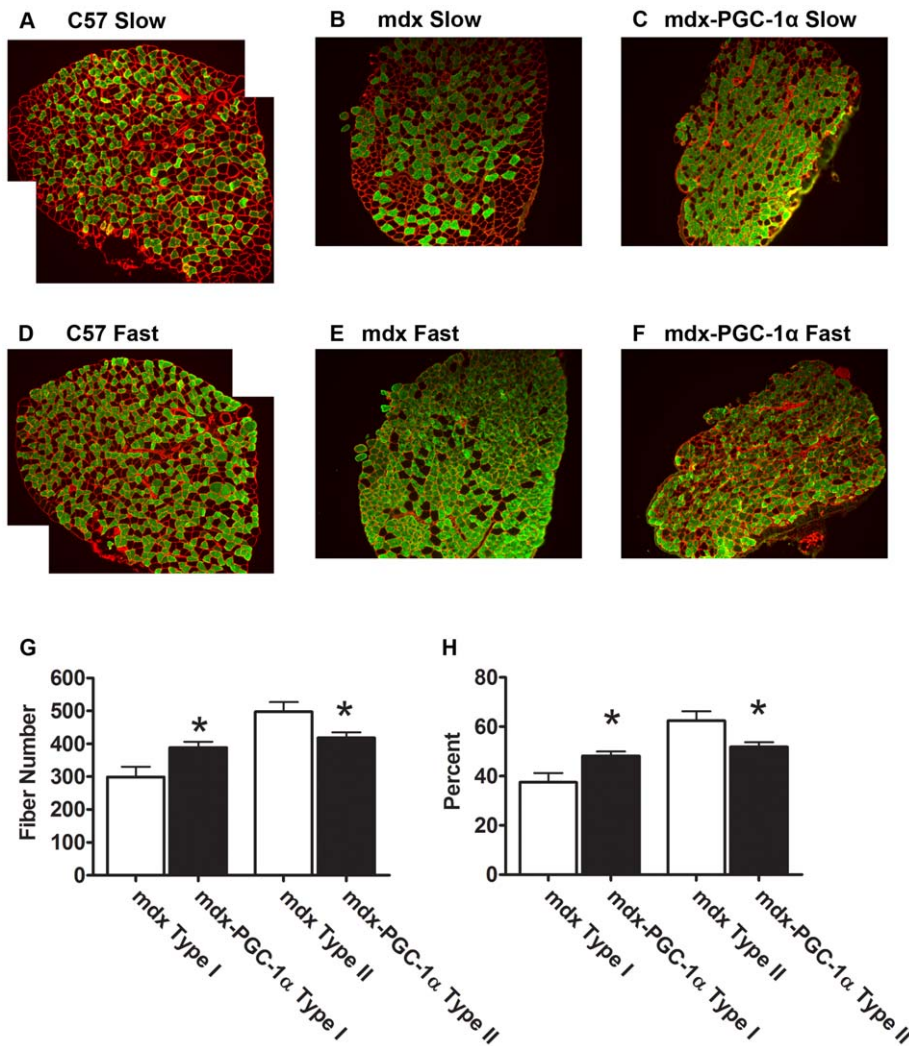 A C57 Slow
B mdx Slow
C mdx-PGC-1α Slow
D C57 Fast
E mdx Fast
F mdx-PGC-1α Fast
G
600
500
400
300
200
100
0
Fiber Number
*
*
mdx Type I
mdx-PGC-1α Type I
mdx Type II
mdx-PGC-1α Type II
H
80
60
40
20
0
Percent
*
*
mdx Type I
mdx-PGC-1α Type I
mdx Type II
mdx-PGC-1α Type II